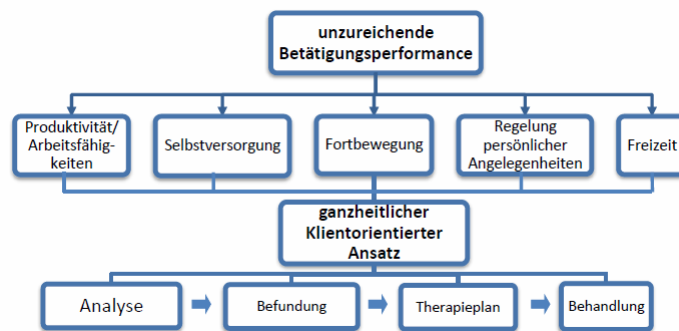 unzureichende
Betätigungsperformance
Produktivität/
Arbeitsfähig-
keiten
Selbstversorgung
Fortbewegung
Regelung
persönlicher
Angelegenheiten
Freizeit
ganzheitlicher
Klientorientierter
Ansatz
Analyse
Befundung
Therapieplan
Behandlung